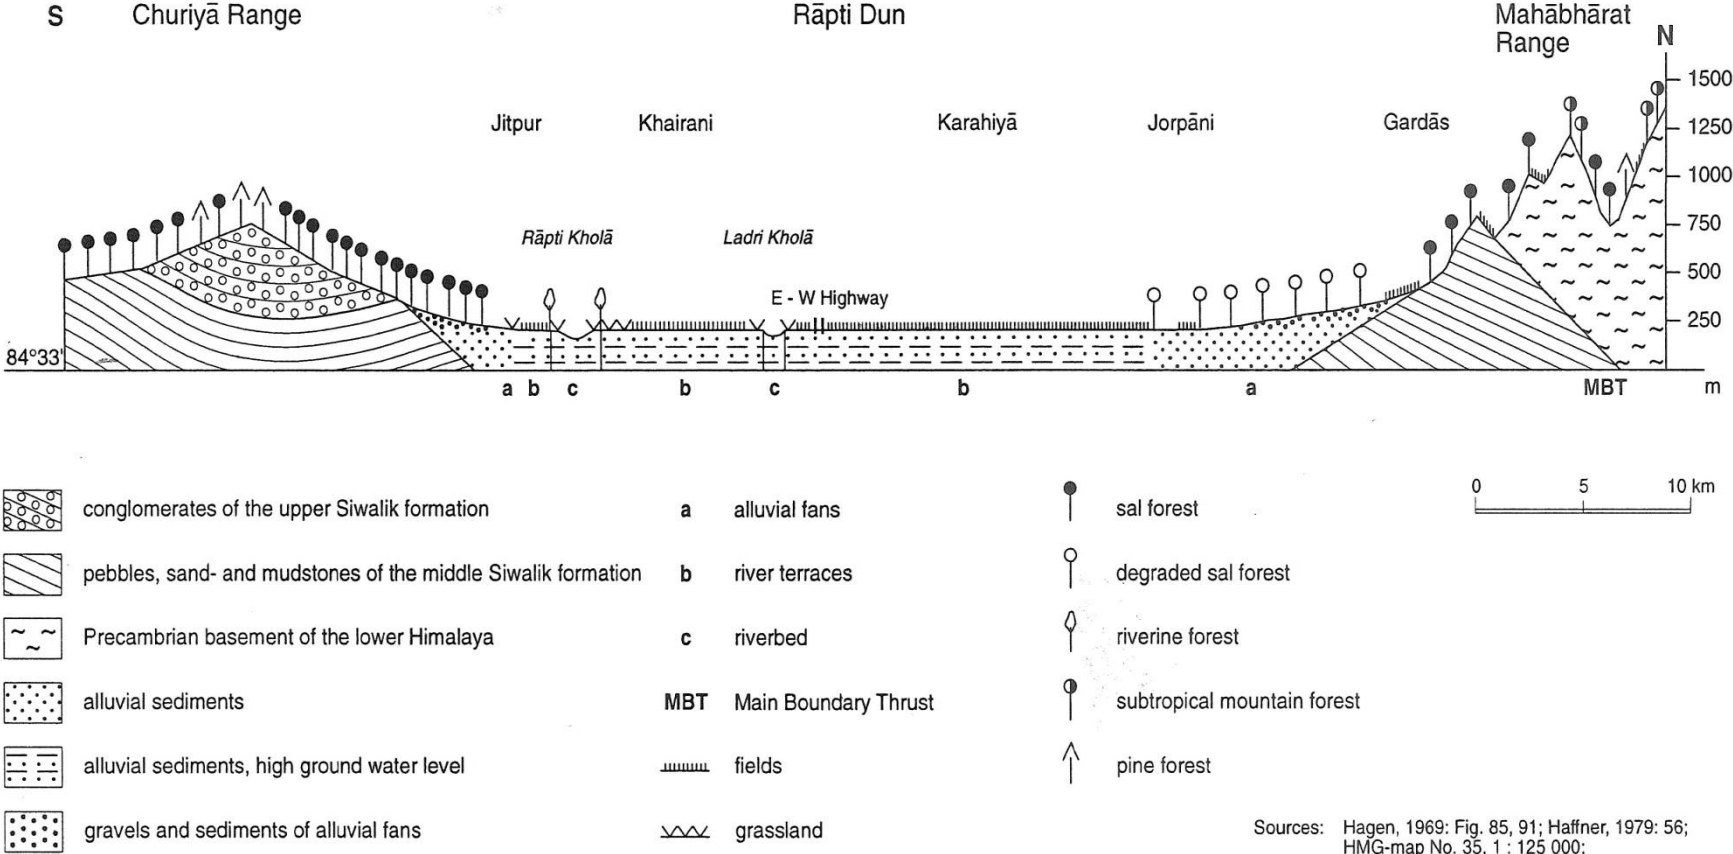 S Churiyā Range Rāpti Dun Mahābhārat
Range N
1500
Jitpur Khairani Karahiyā Jorpāni Gardās 1250
1000
750
Rāpti Kholā Ladri Kholā
500
E - W Highway
250
84°33'
a b c b c b a MBT m
conglomerates of the upper Siwalik formation
pebbles, sand- and mudstones of the middle Siwalik formation
Precambrian basement of the lower Himalaya
alluvial sediments
alluvial sediments, high ground water level
gravels and sediments of alluvial fans
a alluvial fans
b river terraces
c riverbed
MBT Main Boundary Thrust
fields
grassland
sal forest
degraded sal forest
riverine forest
subtropical mountain forest
pine forest
0 5 10 km
Sources: Hagen, 1969: Fig. 85, 91; Haffner, 1979: 56;
HMG-map No. 35, 1 : 125 000;